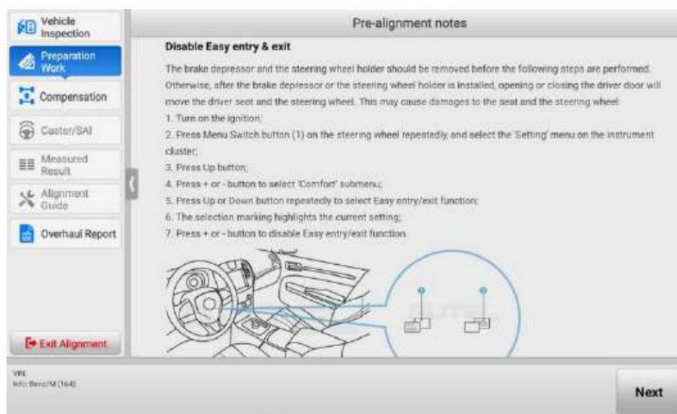 Vehicle
Inspection
Preparation
Work
Compensation
Caster/SAI
Measured
Result
Alignment
Guide
Overhaul Report
Exit Alignment
Pre-alignment notes
Disable Easy entry & exit
The brake depressor and the steering wheel holder should be removed before the following steps are performed.
Otherwise, after the brake depressor or the steering wheel holder is installed, opening or closing the driver door will
move the driver seat and the steering wheel. This may cause damages to the seat and the steering wheel:
1. Turn on the ignition;
2. Press Menu Switch button (1) on the steering wheel repeatedly, and select the 'Setting' menu on the instrument
cluster;
3. Press Up button;
4. Press + or - button to select 'Comfort' submenu;
5. Press Up or Down button repeatedly to select Easy entry/exit function;
6. The selection marking highlights the current setting;
7. Press + or - button to disable Easy entry/exit function.
AUTEL
VIN:
Info: Benz/M (164)
Next